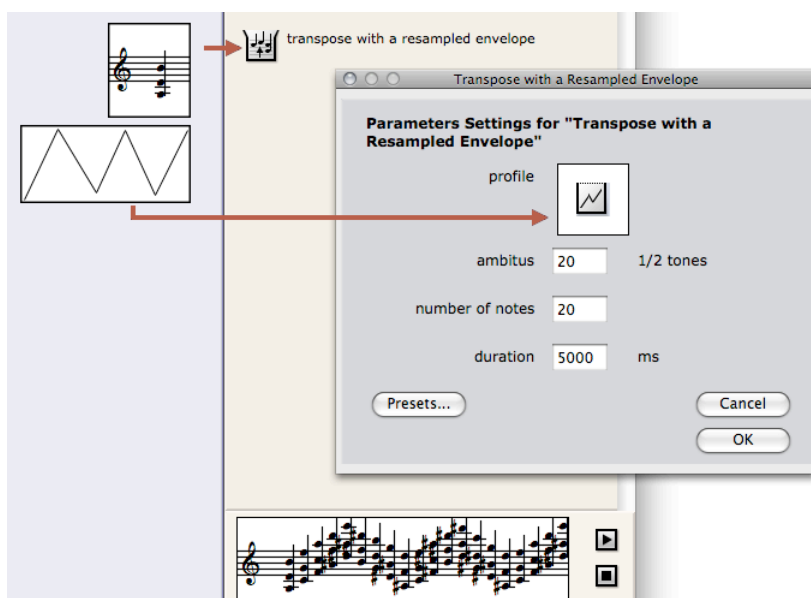 transpose with a resampled envelope
Transpose with a Resampled Envelope
Parameters Settings for "Transpose with a
Resampled Envelope"
profile
ambitus 20 1/2 tones
number of notes 20
duration 5000 ms
Presets... Cancel
OK